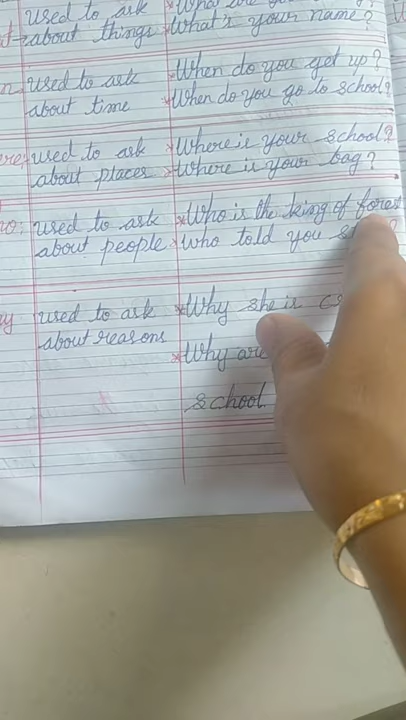 used to ask
about things *What's your name?
used to ask *When do you get up?
about time *When do you go to school?
used to ask *Where is your school?
about places *Where is your bag?
used to ask *Who is the king of forest
about people *Who told you
used to ask *Why she is
about reasons
*Why are
school